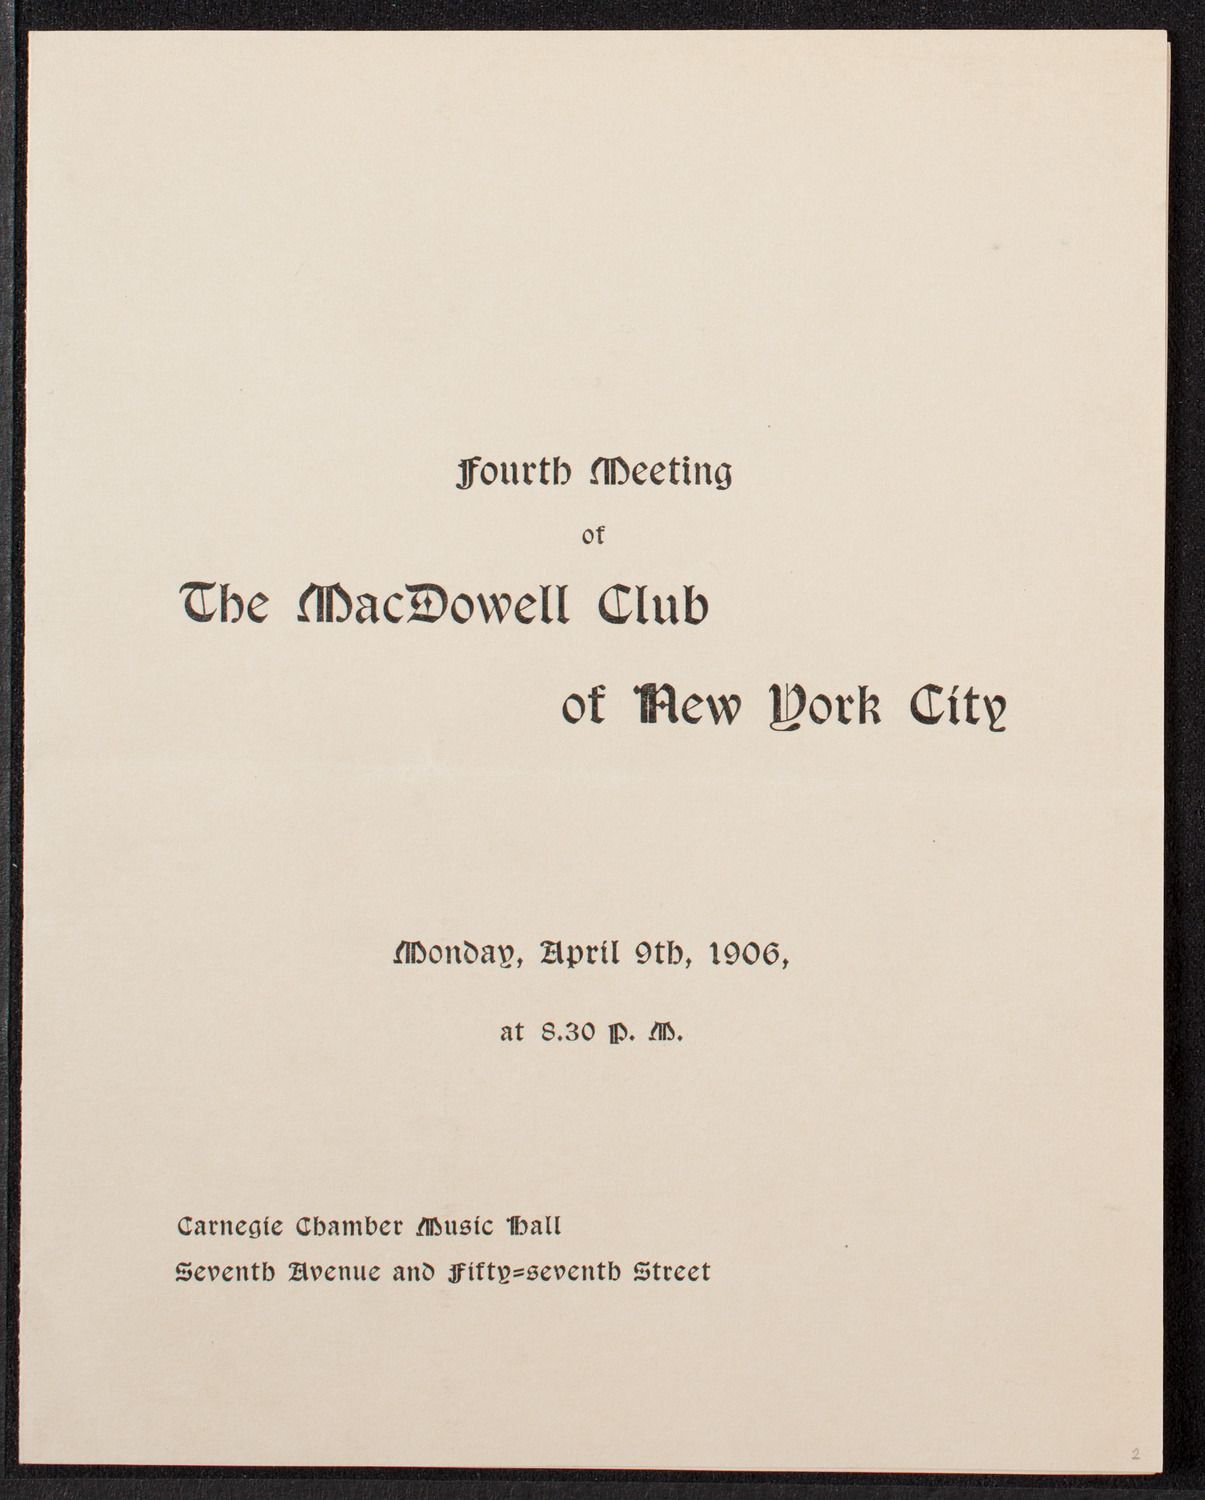 Fourth Meeting
of
The MacDowell Club
of New York City
Monday, April 9th, 1906,
at 8.30 P. M.
Carnegie Chamber Music Hall
Seventh Avenue and Fifty=seventh Street
2